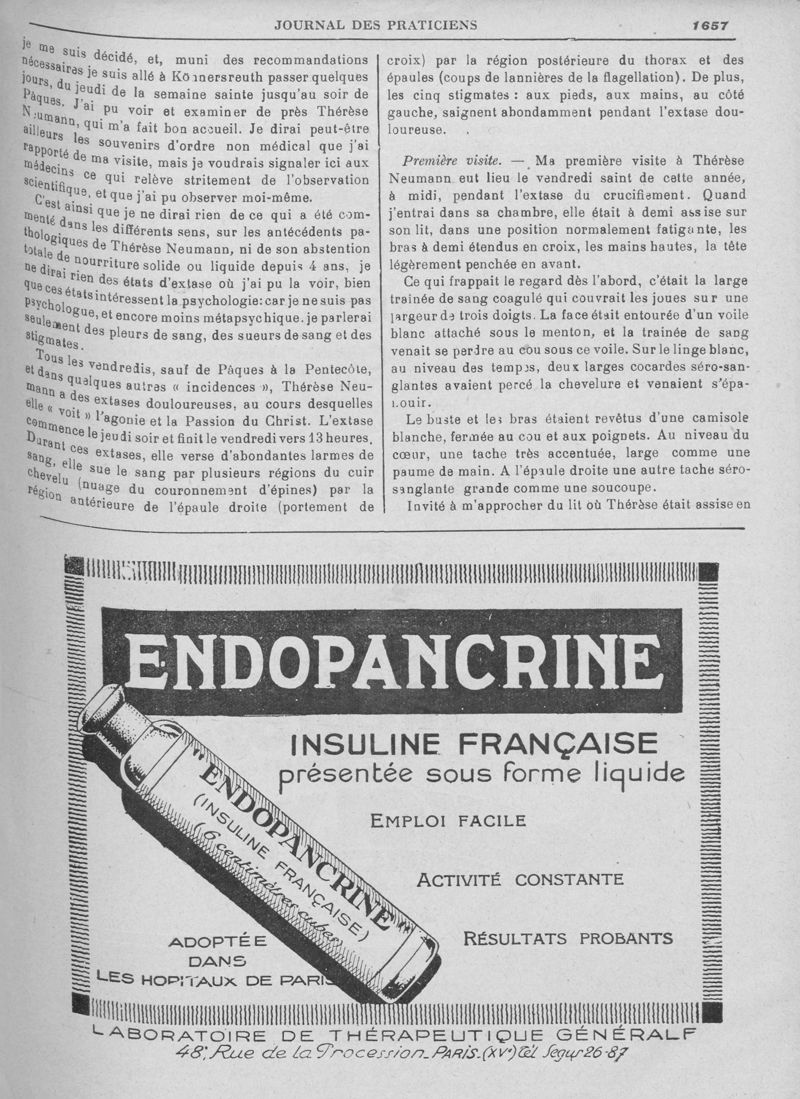 JOURNAL DES PRATICIENS 1657
je me suis décidé, et, muni des recommandations
nécessaires je suis allé à Könnersreuth passer quelques
jours, du jeudi de la semaine sainte jusqu'au soir de
Pâques. J'ai pu voir et examiner de près Thérèse
Neumann, qui m'a fait bon accueil. Je dirai peut-être
ailleurs les souvenirs d'ordre non médical que j'ai
rapporté de ma visite, mais je voudrais signaler ici aux
médecins ce qui relève stritement de l'observation
scientifique, et que j'ai pu observer moi-même.
C'est ainsi que je ne dirai rien de ce qui a été com-
menté dans les différents sens, sur les antécédents pa-
thologiques de Thérèse Neumann, ni de son abstention
totale de nourriture solide ou liquide depuis 4 ans, je
ne dirai rien des états d'extase où j'ai pu la voir, bien
que ces états intéressent la psychologie: car je ne suis pas
psychologue, et encore moins métapsychique. je parlerai
seulement des pleurs de sang, des sueurs de sang et des
stigmates.
Tous les vendredis, sauf de Pâques à la Pentecôte,
et dans quelques autres « incidences », Thérèse Neu-
mann a des extases douloureuses, au cours desquelles
elle « voit » l'agonie et la Passion du Christ. L'extase
commence le jeudi soir et finit le vendredi vers 13 heures.
Durant ces extases, elle verse d'abondantes larmes de
sang, elle sue le sang par plusieurs régions du cuir
chevelu (nuage du couronnement d'épines) par la
région antérieure de l'épaule droite (portement de
croix) par la région postérieure du thorax et des
épaules (coups de lannières de la flagellation). De plus,
les cinq stigmates : aux pieds, aux mains, au côté
gauche, saignent abondamment pendant l'extase dou-
loureuse.
Première visite. — Ma première visite à Thérèse
Neumann eut lieu le vendredi saint de cette année,
à midi, pendant l'extase du crucifiement. Quand
j'entrai dans sa chambre, elle était à demi assise sur
son lit, dans une position normalement fatigante, les
bras à demi étendus en croix, les mains hautes, la tête
légèrement penchée en avant.
Ce qui frappait le regard dès l'abord, c'était la large
traînée de sang coagulé qui couvrait les joues sur une
largeur de trois doigts. La face était entourée d'un voile
blanc attaché sous le menton, et la trainée de sang
venait se perdre au cou sous ce voile. Sur le linge blanc,
au niveau des tempes, deux larges cocardes séro-san-
glantes avaient percé la chevelure et venaient s'épa-
nouir.
Le buste et les bras étaient revêtus d'une camisole
blanche, fermée au cou et aux poignets. Au niveau du
cœur, une tache très accentuée, large comme une
paume de main. A l'épaule droite une autre tache séro-
sanglante grande comme une soucoupe.
Invité à m'approcher du lit où Thérèse était assise en
ENDOPANCRINE
INSULINE FRANÇAISE
présentée sous forme liquide
EMPLOI FACILE
ACTIVITÉ CONSTANTE
RÉSULTATS PROBANTS
"ENDOPANCRINE"
(INSULINE FRANÇAISE)
(6 centimètres cubes)
ADOPTÉE
DANS
LES HOPITAUX DE PARIS
LABORATOIRE DE THÉRAPEUTIQUE GÉNÉRALE
48, Rue de la Procession_PARIS_(XVe) Tél. Segur 26-87